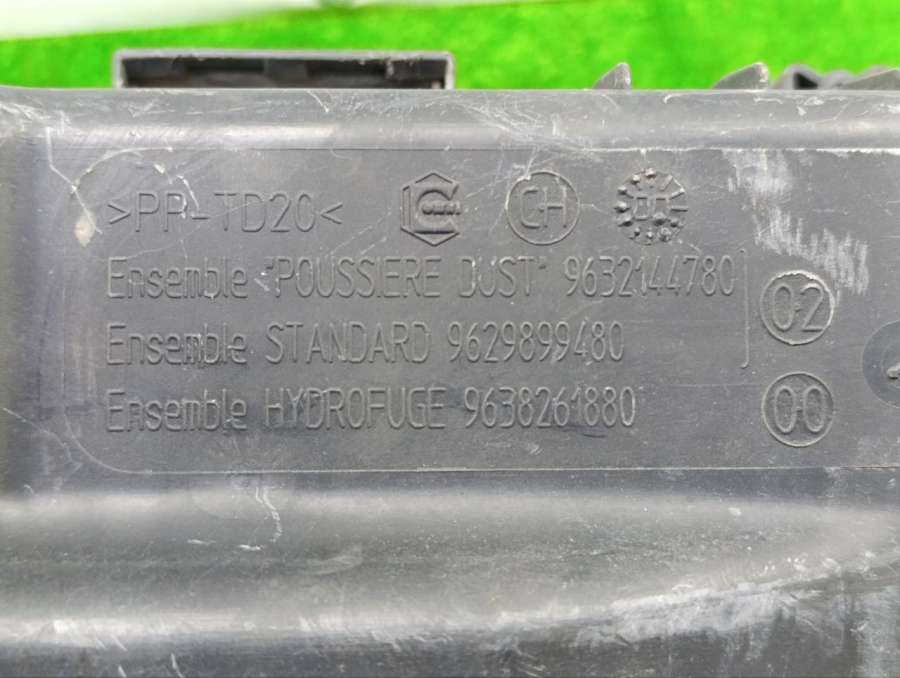 >PP-TD20< CH
Ensemble "POUSSIERE DUST" 9632144780
Ensemble STANDARD 9629899480
02
Ensemble HYDROFUGE 9638261880
00